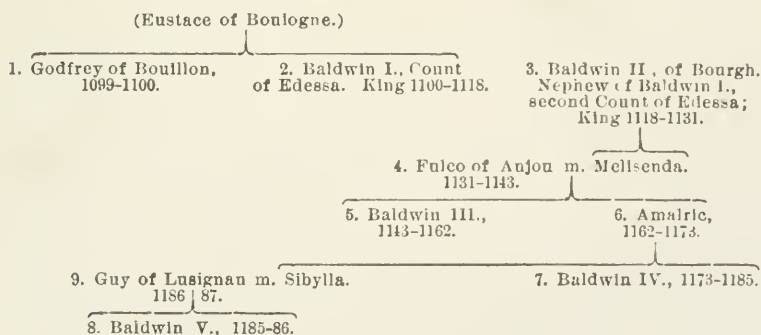 (Eustace of Boulogne.)
1. Godfrey of Bouillon,
1099-1100.
2. Baldwin I., Count
of Edessa. King 1100-1118.
3. Baldwin II, of Bourgh.
Nephew of Baldwin I.,
second Count of Edessa;
King 1118-1131.
4. Fulco of Anjou m. Melisenda.
1131-1143.
5. Baldwin III.,
1143-1162.
6. Amalric,
1162-1173.
9. Guy of Lusignan m. Sibylla.
1186 87.
7. Baldwin IV., 1173-1185.
8. Baldwin V., 1185-86.